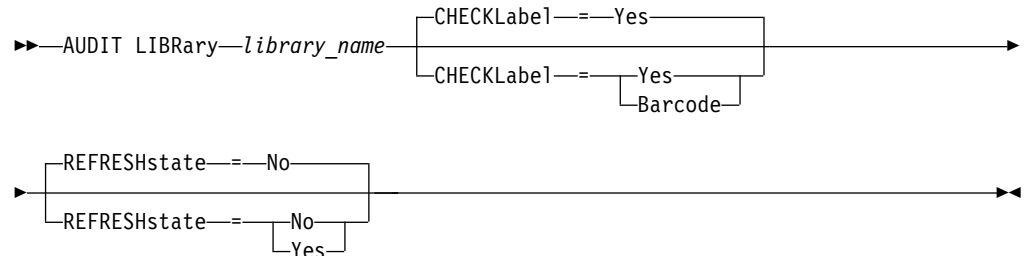 CHECKLabel = Yes
AUDIT LIBRary library_name
CHECKLabel = Yes
Barcode
REFRESHstate = No
REFRESHstate = No
Yes